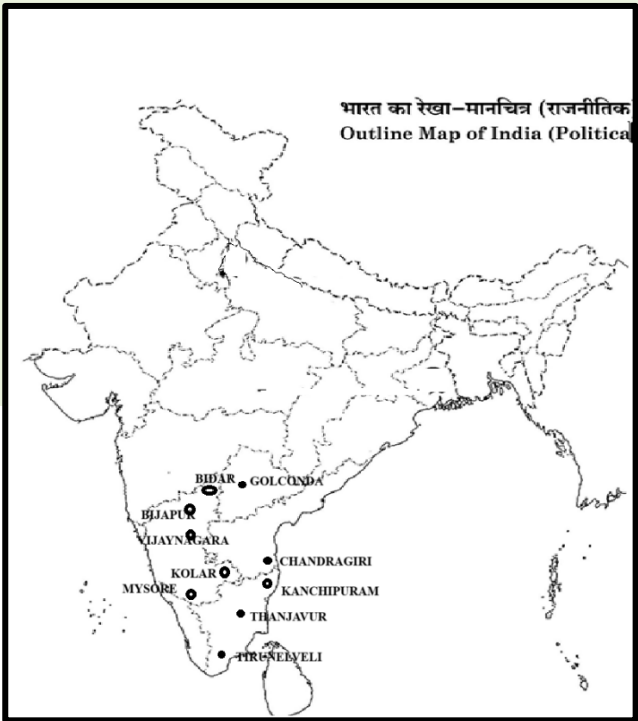 भारत का रेखा–मानचित्र (राजनीतिक
Outline Map of India (Politica
BIDAR
GOLCONDA
BIJAPUR
VIJAYNAGARA
CHANDRAGIRI
KOLAR
MYSORE
KANCHIPURAM
THANJAVUR
TIRUNELVELI